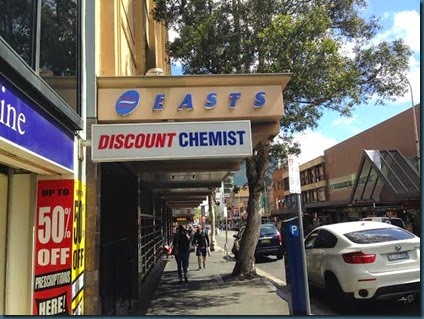 EASTS
DISCOUNT CHEMIST
ine
UP TO
50%
OFF
PRESCRIPTIONS
HERE!
P